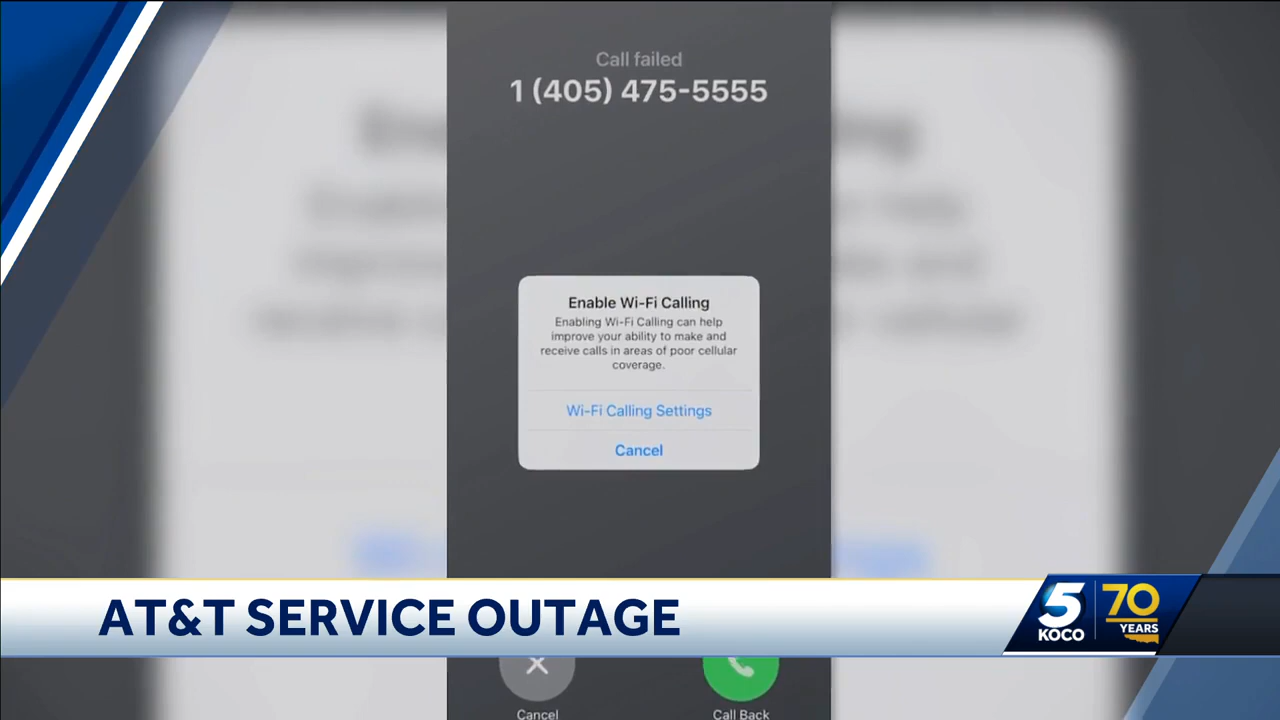 Call failed
1 (405) 475-5555
Enable Wi-Fi Calling
Enabling Wi-Fi Calling can help
improve your ability to make and
receive calls in areas of poor cellular
coverage.
Wi-Fi Calling Settings
Cancel
AT&T SERVICE OUTAGE
5
KOCO
70
YEARS
Cancel
Call Back